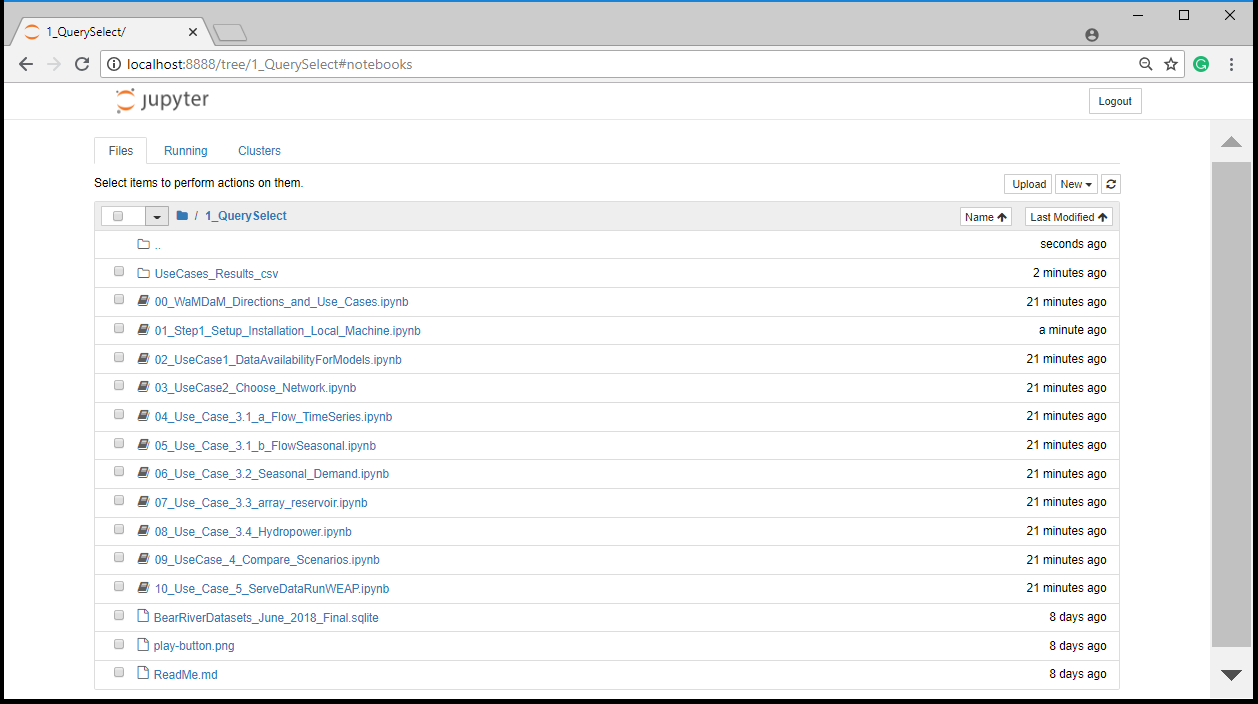 1_QuerySelect/
localhost:8888/tree/1_QuerySelect#notebooks
jupyter
Logout
Files Running Clusters
Select items to perform actions on them.
Upload New
/ 1_QuerySelect Name Last Modified
.. seconds ago
UseCases_Results_csv 2 minutes ago
00_WaMDaM_Directions_and_Use_Cases.ipynb 21 minutes ago
01_Step1_Setup_Installation_Local_Machine.ipynb a minute ago
02_UseCase1_DataAvailabilityForModels.ipynb 21 minutes ago
03_UseCase2_Choose_Network.ipynb 21 minutes ago
04_Use_Case_3.1_a_Flow_TimeSeries.ipynb 21 minutes ago
05_Use_Case_3.1_b_FlowSeasonal.ipynb 21 minutes ago
06_Use_Case_3.2_Seasonal_Demand.ipynb 21 minutes ago
07_Use_Case_3.3_array_reservoir.ipynb 21 minutes ago
08_Use_Case_3.4_Hydropower.ipynb 21 minutes ago
09_UseCase_4_Compare_Scenarios.ipynb 21 minutes ago
10_Use_Case_5_ServeDataRunWEAP.ipynb 21 minutes ago
BearRiverDatasets_June_2018_Final.sqlite 8 days ago
play-button.png 8 days ago
ReadMe.md 8 days ago